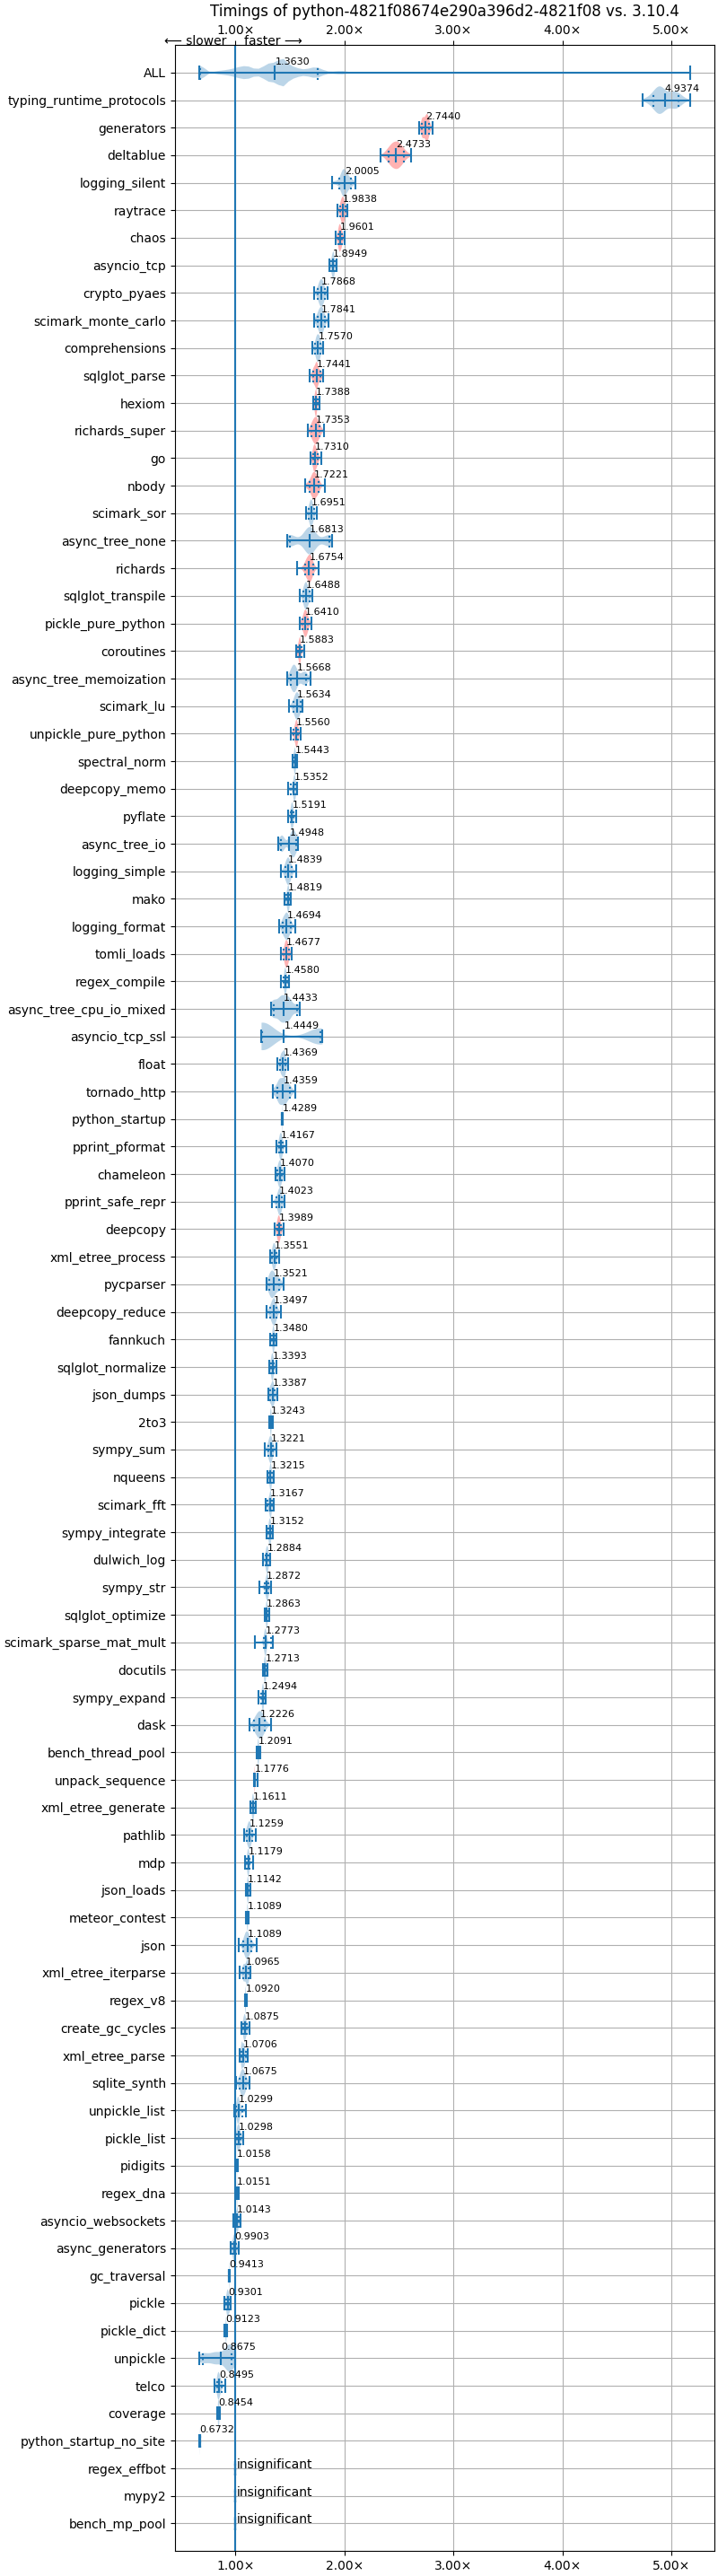 Timings of python-4821f08674e290a396d2-4821f08 vs. 3.10.4
1.00× 2.00× 3.00× 4.00× 5.00×
⟵ slower faster ⟶
ALL 1.3630
typing_runtime_protocols 4.9374
generators 2.7440
deltablue 2.4733
logging_silent 2.0005
raytrace 1.9838
chaos 1.9601
asyncio_tcp 1.8949
crypto_pyaes 1.7868
scimark_monte_carlo 1.7841
comprehensions 1.7570
sqlglot_parse 1.7441
hexiom 1.7388
richards_super 1.7353
go 1.7310
nbody 1.7221
scimark_sor 1.6951
async_tree_none 1.6813
richards 1.6754
sqlglot_transpile 1.6488
pickle_pure_python 1.6410
coroutines 1.5883
async_tree_memoization 1.5668
scimark_lu 1.5634
unpickle_pure_python 1.5560
spectral_norm 1.5443
deepcopy_memo 1.5352
pyflate 1.5191
async_tree_io 1.4948
logging_simple 1.4839
mako 1.4819
logging_format 1.4694
tomli_loads 1.4677
regex_compile 1.4580
async_tree_cpu_io_mixed 1.4433
asyncio_tcp_ssl 1.4449
float 1.4369
tornado_http 1.4359
python_startup 1.4289
pprint_pformat 1.4167
chameleon 1.4070
pprint_safe_repr 1.4023
deepcopy 1.3989
xml_etree_process 1.3551
pycparser 1.3521
deepcopy_reduce 1.3497
fannkuch 1.3480
sqlglot_normalize 1.3393
json_dumps 1.3387
2to3 1.3243
sympy_sum 1.3221
nqueens 1.3215
scimark_fft 1.3167
sympy_integrate 1.3152
dulwich_log 1.2884
sympy_str 1.2872
sqlglot_optimize 1.2863
scimark_sparse_mat_mult 1.2773
docutils 1.2713
sympy_expand 1.2494
dask 1.2226
bench_thread_pool 1.2091
unpack_sequence 1.1776
xml_etree_generate 1.1611
pathlib 1.1259
mdp 1.1179
json_loads 1.1142
meteor_contest 1.1089
json 1.1089
xml_etree_iterparse 1.0965
regex_v8 1.0920
create_gc_cycles 1.0875
xml_etree_parse 1.0706
sqlite_synth 1.0675
unpickle_list 1.0299
pickle_list 1.0298
pidigits 1.0158
regex_dna 1.0151
asyncio_websockets 1.0143
async_generators 0.9903
gc_traversal 0.9413
pickle 0.9301
pickle_dict 0.9123
unpickle 0.8675
telco 0.8495
coverage 0.8454
python_startup_no_site 0.6732
regex_effbot insignificant
mypy2 insignificant
bench_mp_pool insignificant
1.00× 2.00× 3.00× 4.00× 5.00×